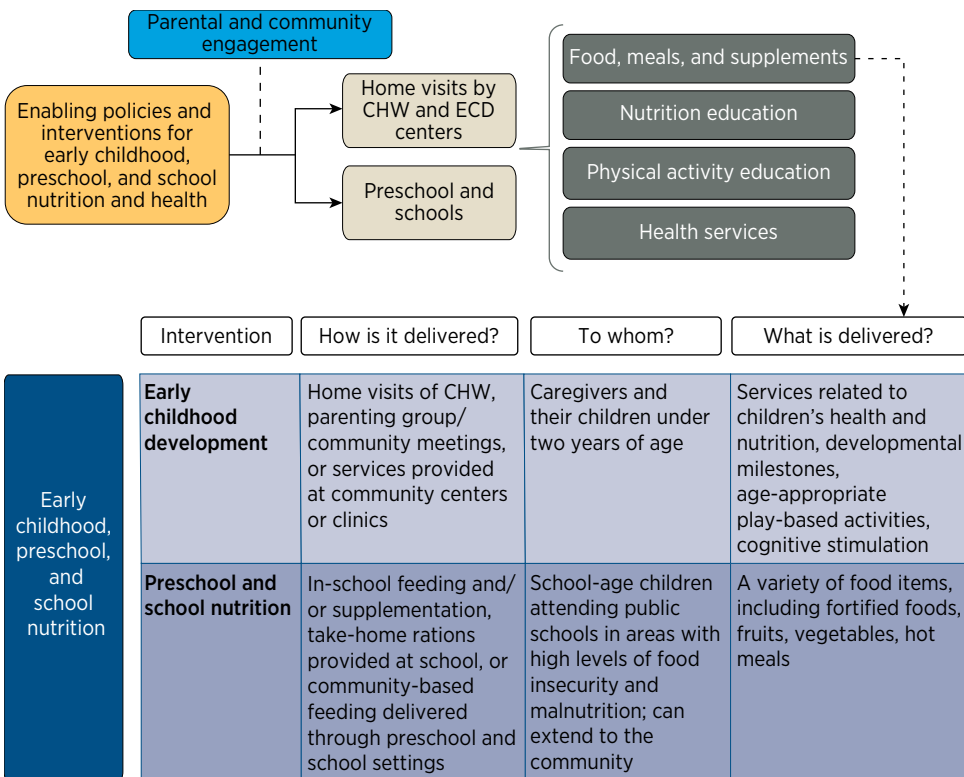 Parental and community
engagement
Enabling policies and
interventions for
early childhood,
preschool, and school
nutrition and health
Home visits by
CHW and ECD
centers
Preschool and
schools
Food, meals, and supplements
Nutrition education
Physical activity education
Health services
Intervention
How is it delivered?
To whom?
What is delivered?
Early
childhood,
preschool,
and
school
nutrition
Early
childhood
development
Home visits of CHW,
parenting group/
community meetings,
or services provided
at community centers
or clinics
Caregivers and
their children under
two years of age
Services related to
children’s health and
nutrition, developmental
milestones,
age-appropriate
play-based activities,
cognitive stimulation
Preschool and
school nutrition
In-school feeding and/
or supplementation,
take-home rations
provided at school, or
community-based
feeding delivered
through preschool and
school settings
School-age children
attending public
schools in areas with
high levels of food
insecurity and
malnutrition; can
extend to the
community
A variety of food items,
including fortified foods,
fruits, vegetables, hot
meals